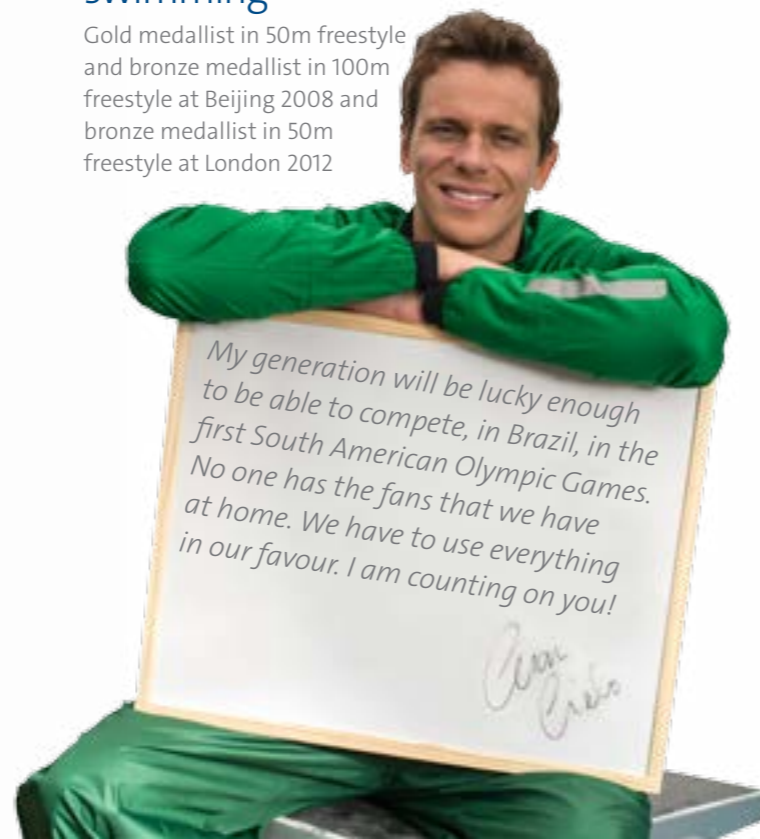 swimming
Gold medallist in 50m freestyle
and bronze medallist in 100m
freestyle at Beijing 2008 and
bronze medallist in 50m
freestyle at London 2012
My generation will be lucky enough
to be able to compete, in Brazil, in the
first South American Olympic Games.
No one has the fans that we have
at home. We have to use everything
in our favour. I am counting on you!
Cesar
Cielo